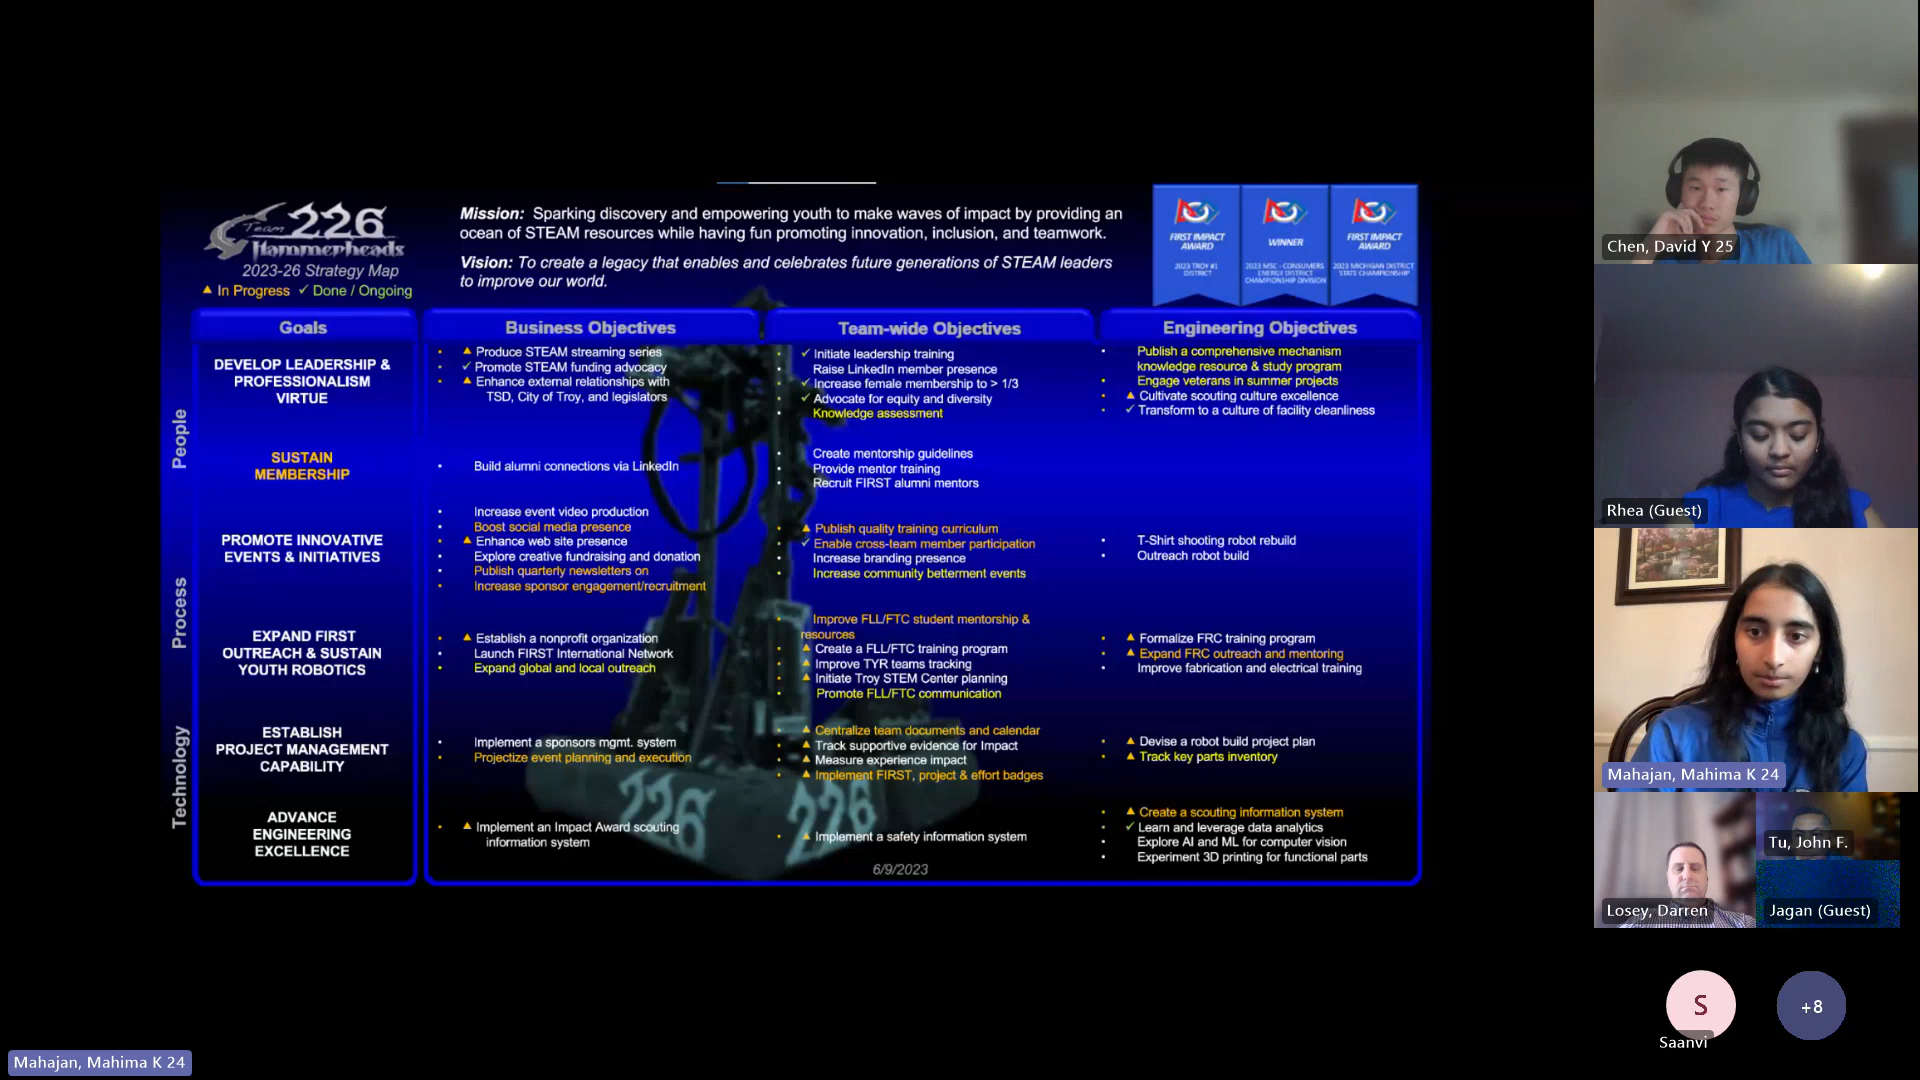 Team 226
Hammerheads
2023-26 Strategy Map
▲ In Progress ✓ Done / Ongoing
Mission: Sparking discovery and empowering youth to make waves of impact by providing an
ocean of STEAM resources while having fun promoting innovation, inclusion, and teamwork.
Vision: To create a legacy that enables and celebrates future generations of STEAM leaders
to improve our world.
FIRST IMPACT
AWARD
2023 TROY #1
DISTRICT
WINNER
2023 MSC - CONSUMERS
ENERGY DISTRICT
CHAMPIONSHIP DIVISION
FIRST IMPACT
AWARD
2023 MICHIGAN DISTRICT
STATE CHAMPIONSHIP
Goals
Business Objectives
Team-wide Objectives
Engineering Objectives
People
DEVELOP LEADERSHIP &
PROFESSIONALISM
VIRTUE
• ▲ Produce STEAM streaming series
• ✓ Promote STEAM funding advocacy
• ▲ Enhance external relationships with
TSD, City of Troy, and legislators
• ✓ Initiate leadership training
• Raise LinkedIn member presence
• ✓ Increase female membership to > 1/3
• ✓ Advocate for equity and diversity
• Knowledge assessment
• Publish a comprehensive mechanism
knowledge resource & study program
• Engage veterans in summer projects
• ▲ Cultivate scouting culture excellence
• ✓ Transform to a culture of facility cleanliness
SUSTAIN
MEMBERSHIP
• Build alumni connections via LinkedIn
• Create mentorship guidelines
• Provide mentor training
• Recruit FIRST alumni mentors
Process
PROMOTE INNOVATIVE
EVENTS & INITIATIVES
• Increase event video production
• Boost social media presence
• ▲ Enhance web site presence
• Explore creative fundraising and donation
• Publish quarterly newsletters on
• Increase sponsor engagement/recruitment
• ▲ Publish quality training curriculum
• ✓ Enable cross-team member participation
• Increase branding presence
• Increase community betterment events
• T-Shirt shooting robot rebuild
• Outreach robot build
EXPAND FIRST
OUTREACH & SUSTAIN
YOUTH ROBOTICS
• ▲ Establish a nonprofit organization
• Launch FIRST International Network
• Expand global and local outreach
• Improve FLL/FTC student mentorship &
resources
• ▲ Create a FLL/FTC training program
• ▲ Improve TYR teams tracking
• ▲ Initiate Troy STEM Center planning
• Promote FLL/FTC communication
• ▲ Formalize FRC training program
• ▲ Expand FRC outreach and mentoring
• Improve fabrication and electrical training
Technology
ESTABLISH
PROJECT MANAGEMENT
CAPABILITY
• Implement a sponsors mgmt. system
• Projectize event planning and execution
• ▲ Centralize team documents and calendar
• ▲ Track supportive evidence for Impact
• ▲ Measure experience impact
• ▲ Implement FIRST, project & effort badges
• ▲ Devise a robot build project plan
• ▲ Track key parts inventory
ADVANCE
ENGINEERING
EXCELLENCE
• ▲ Implement an Impact Award scouting
information system
• ▲ Implement a safety information system
• ▲ Create a scouting information system
• ✓ Learn and leverage data analytics
• Explore AI and ML for computer vision
• Experiment 3D printing for functional parts
226
226
6/9/2023
Chen, David Y 25
Rhea (Guest)
Mahajan, Mahima K 24
Losey, Darren
Tu, John F.
Jagan (Guest)
S
Saanvi
+8
Mahajan, Mahima K 24